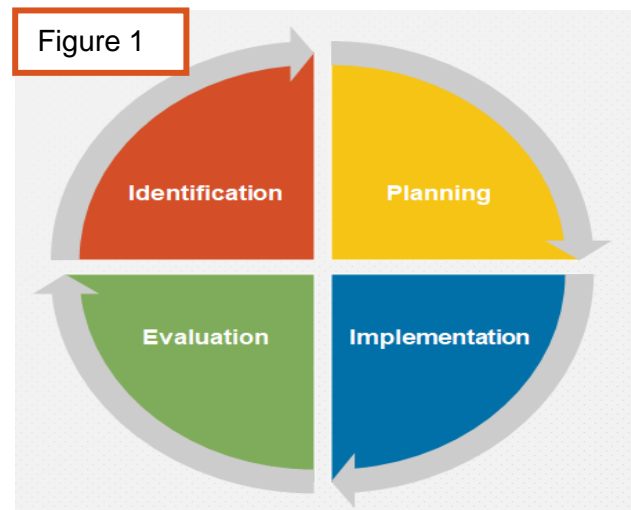 Figure 1
Identification
Planning
Evaluation
Implementation